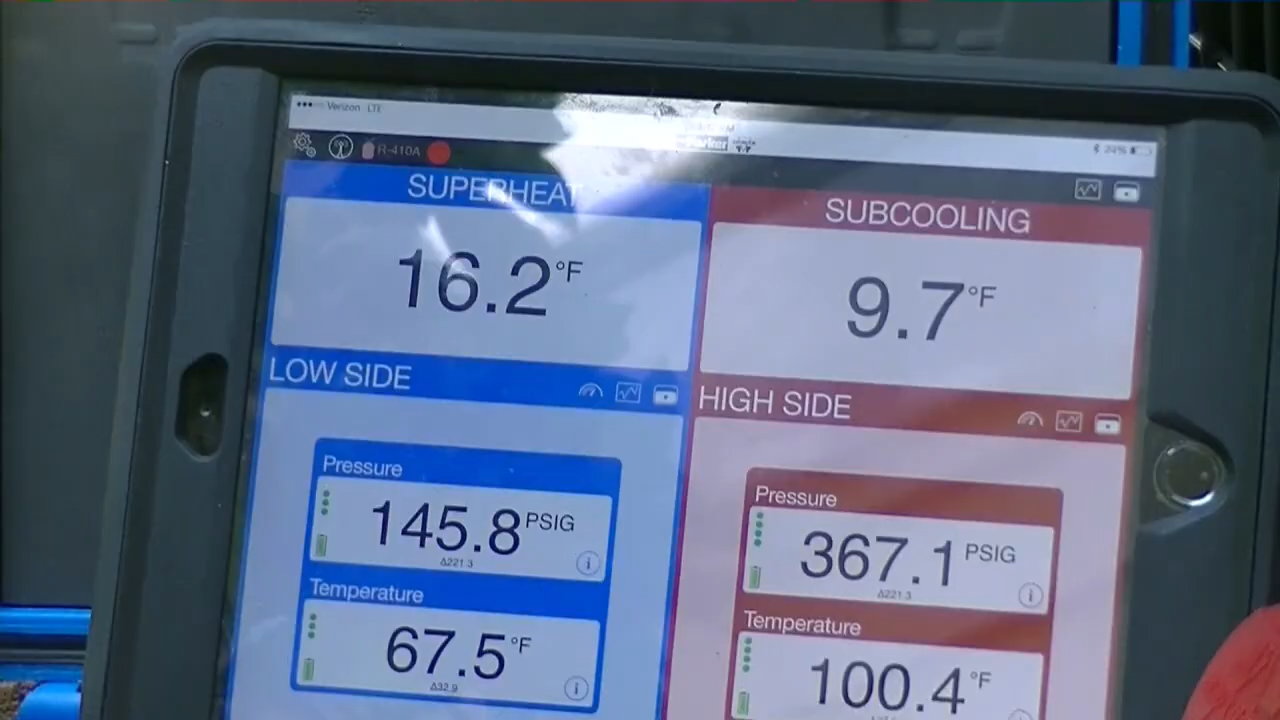 Verizon LTE
24%
R-410A
SUPERHEAT
16.2°F
SUBCOOLING
9.7°F
LOW SIDE
Pressure
145.8 PSIG
Δ221.3
Temperature
67.5°F
Δ32.9
HIGH SIDE
Pressure
367.1 PSIG
Δ221.3
Temperature
100.4°F